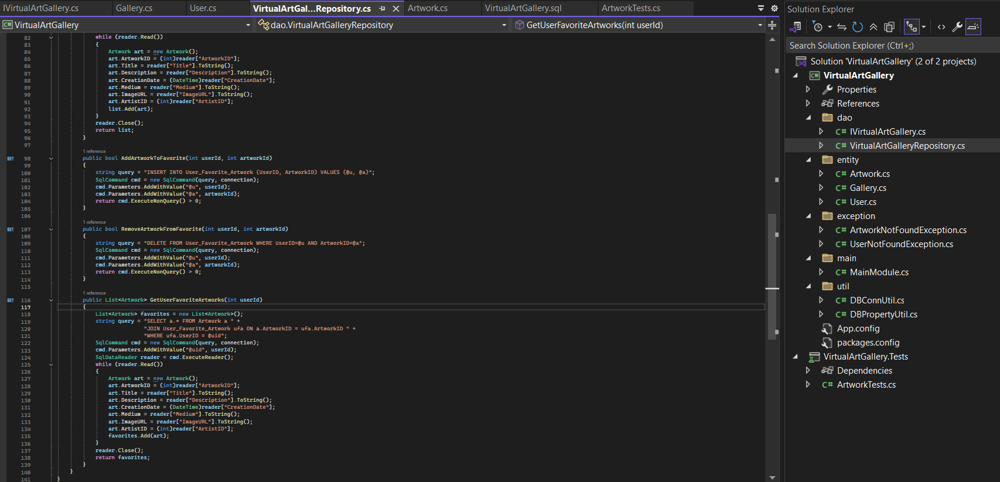 IVirtualArtGallery.cs Gallery.cs User.cs VirtualArtGal...Repository.cs Artwork.cs VirtualArtGallery.sql ArtworkTests.cs
VirtualArtGallery dao.VirtualArtGalleryRepository GetUserFavoriteArtworks(int userId)
82 while (reader.Read())
83 {
84 Artwork art = new Artwork();
85 art.ArtworkID = (int)reader["ArtworkID"];
86 art.Title = reader["Title"].ToString();
87 art.Description = reader["Description"].ToString();
88 art.CreationDate = (DateTime)reader["CreationDate"];
89 art.Medium = reader["Medium"].ToString();
90 art.ImageURL = reader["ImageURL"].ToString();
91 art.ArtistID = (int)reader["ArtistID"];
92 list.Add(art);
93 }
94 reader.Close();
95 return list;
96 }
97
1 reference
98 public bool AddArtworkToFavorite(int userId, int artworkId)
99 {
100 string query = "INSERT INTO User_Favorite_Artwork (UserID, ArtworkID) VALUES (@u, @a)";
101 SqlCommand cmd = new SqlCommand(query, connection);
102 cmd.Parameters.AddWithValue("@u", userId);
103 cmd.Parameters.AddWithValue("@a", artworkId);
104 return cmd.ExecuteNonQuery() > 0;
105 }
106
1 reference
107 public bool RemoveArtworkFromFavorite(int userId, int artworkId)
108 {
109 string query = "DELETE FROM User_Favorite_Artwork WHERE UserID=@u AND ArtworkID=@a";
110 SqlCommand cmd = new SqlCommand(query, connection);
111 cmd.Parameters.AddWithValue("@u", userId);
112 cmd.Parameters.AddWithValue("@a", artworkId);
113 return cmd.ExecuteNonQuery() > 0;
114 }
115
1 reference
116 public List<Artwork> GetUserFavoriteArtworks(int userId)
117 {
118 List<Artwork> favorites = new List<Artwork>();
119 string query = "SELECT a.* FROM Artwork a " +
120 "JOIN User_Favorite_Artwork ufa ON a.ArtworkID = ufa.ArtworkID " +
121 "WHERE ufa.UserID = @uid";
122 SqlCommand cmd = new SqlCommand(query, connection);
123 cmd.Parameters.AddWithValue("@uid", userId);
124 SqlDataReader reader = cmd.ExecuteReader();
125 while (reader.Read())
126 {
127 Artwork art = new Artwork();
128 art.ArtworkID = (int)reader["ArtworkID"];
129 art.Title = reader["Title"].ToString();
130 art.Description = reader["Description"].ToString();
131 art.CreationDate = (DateTime)reader["CreationDate"];
132 art.Medium = reader["Medium"].ToString();
133 art.ImageURL = reader["ImageURL"].ToString();
134 art.ArtistID = (int)reader["ArtistID"];
135 favorites.Add(art);
136 }
137 reader.Close();
138 return favorites;
139 }
140 }
141 }
Solution Explorer
Search Solution Explorer (Ctrl+;)
Solution 'VirtualArtGallery' (2 of 2 projects)
VirtualArtGallery
Properties
References
dao
C# IVirtualArtGallery.cs
C# VirtualArtGalleryRepository.cs
entity
C# Artwork.cs
C# Gallery.cs
C# User.cs
exception
C# ArtworkNotFoundException.cs
C# UserNotFoundException.cs
main
C# MainModule.cs
util
C# DBConnUtil.cs
C# DBPropertyUtil.cs
App.config
packages.config
VirtualArtGallery.Tests
Dependencies
C# ArtworkTests.cs